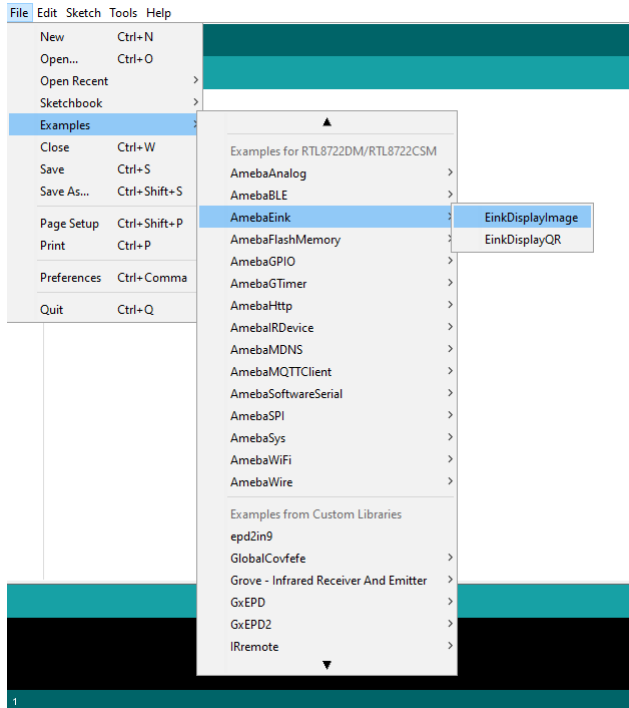 File Edit Sketch Tools Help
New Ctrl+N
Open... Ctrl+O
Open Recent
Sketchbook
Examples
Close Ctrl+W
Save Ctrl+S
Save As... Ctrl+Shift+S
Page Setup Ctrl+Shift+P
Print Ctrl+P
Preferences Ctrl+Comma
Quit Ctrl+Q
Examples for RTL8722DM/RTL8722CSM
AmebaAnalog
AmebaBLE
AmebaEink
AmebaFlashMemory
AmebaGPIO
AmebaGTimer
AmebaHttp
AmebaIRDevice
AmebaMDNS
AmebaMQTTClient
AmebaSoftwareSerial
AmebaSPI
AmebaSys
AmebaWiFi
AmebaWire
Examples from Custom Libraries
epd2in9
GlobalCovfefe
Grove - Infrared Receiver And Emitter
GxEPD
GxEPD2
IRremote
EinkDisplayImage
EinkDisplayQR
1